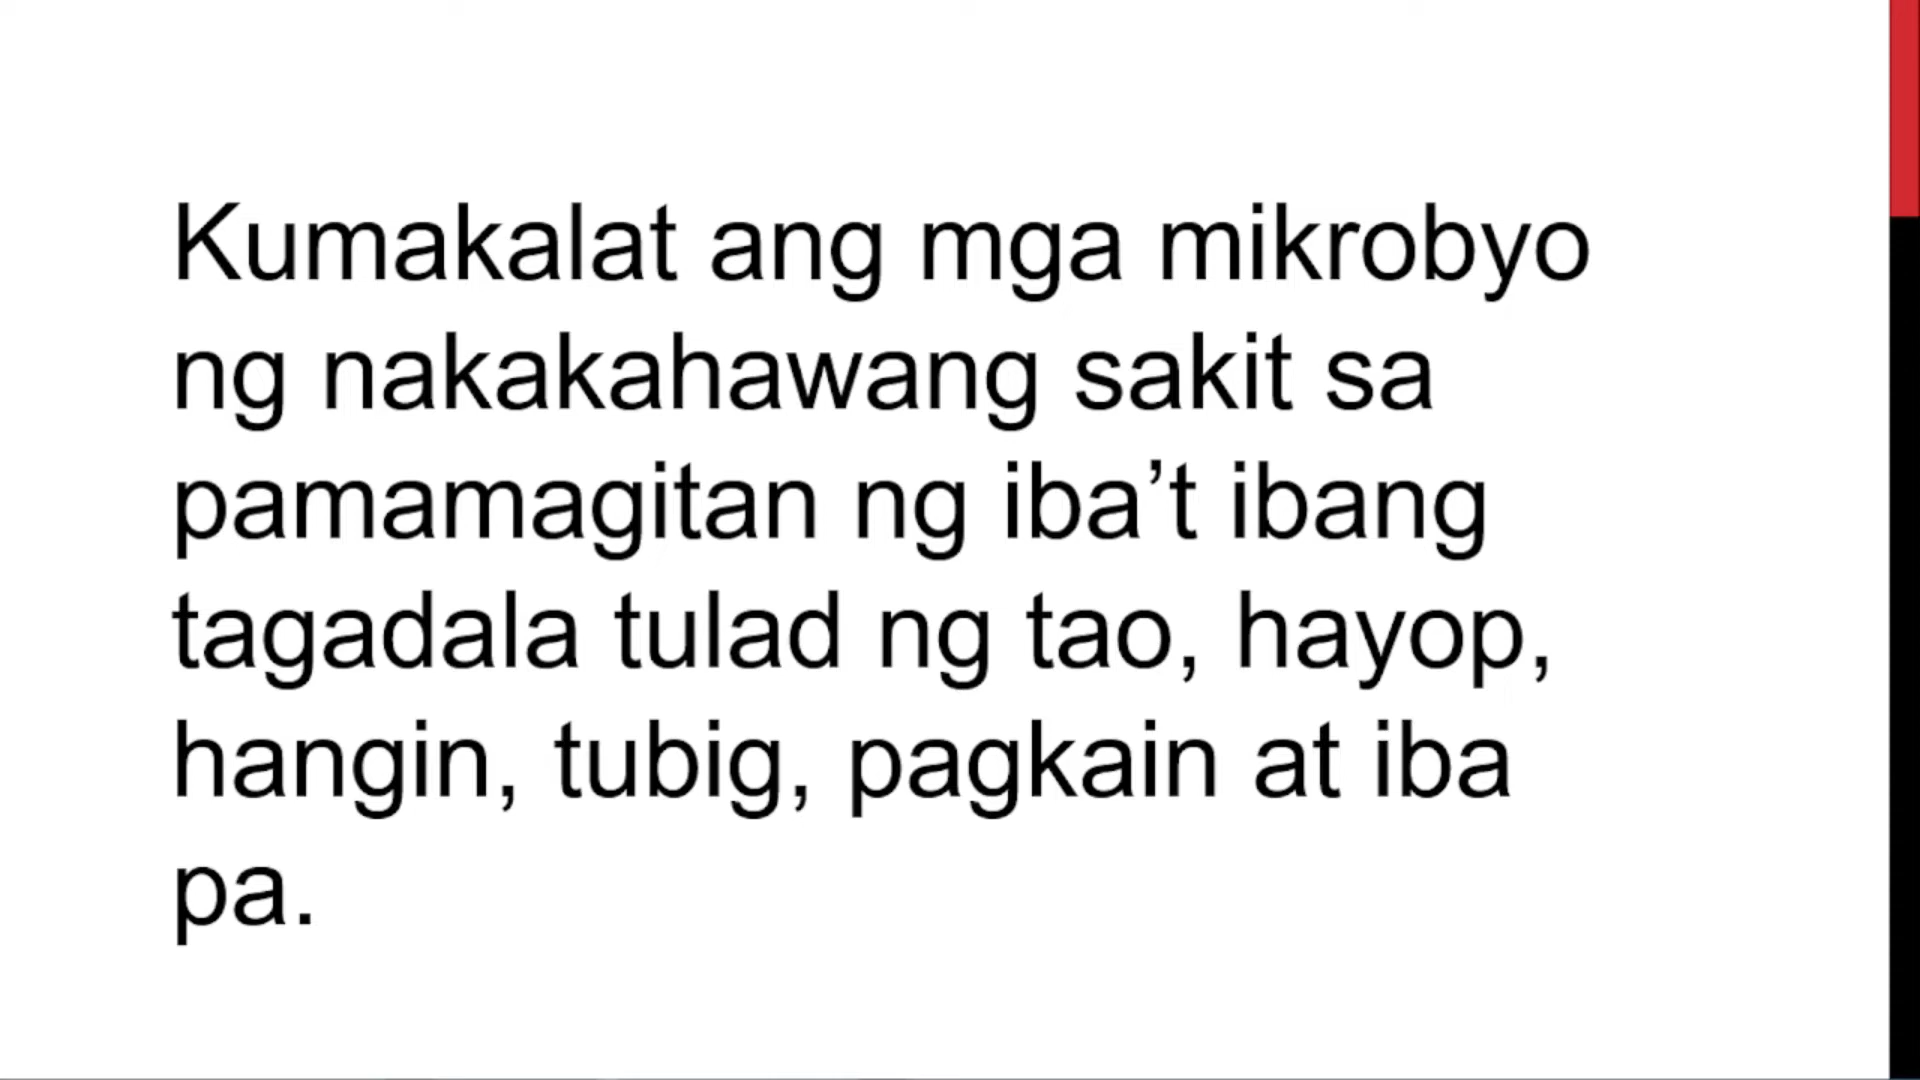 Kumakalat ang mga mikrobyo
ng nakakahawang sakit sa
pamamagitan ng iba’t ibang
tagadala tulad ng tao, hayop,
hangin, tubig, pagkain at iba
pa.